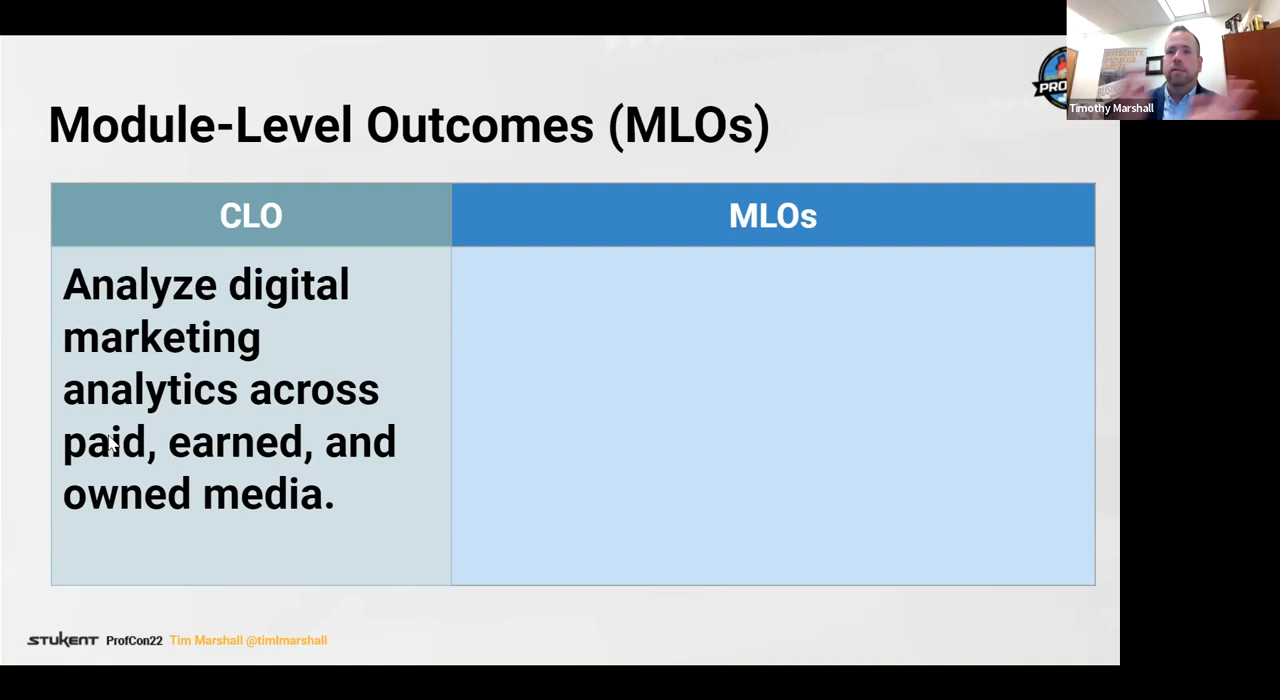 Module-Level Outcomes (MLOs)
Timothy Marshall
CLO
MLOs
Analyze digital
marketing
analytics across
paid, earned, and
owned media.
STUKENT ProfCon22 Tim Marshall @timlmarshall